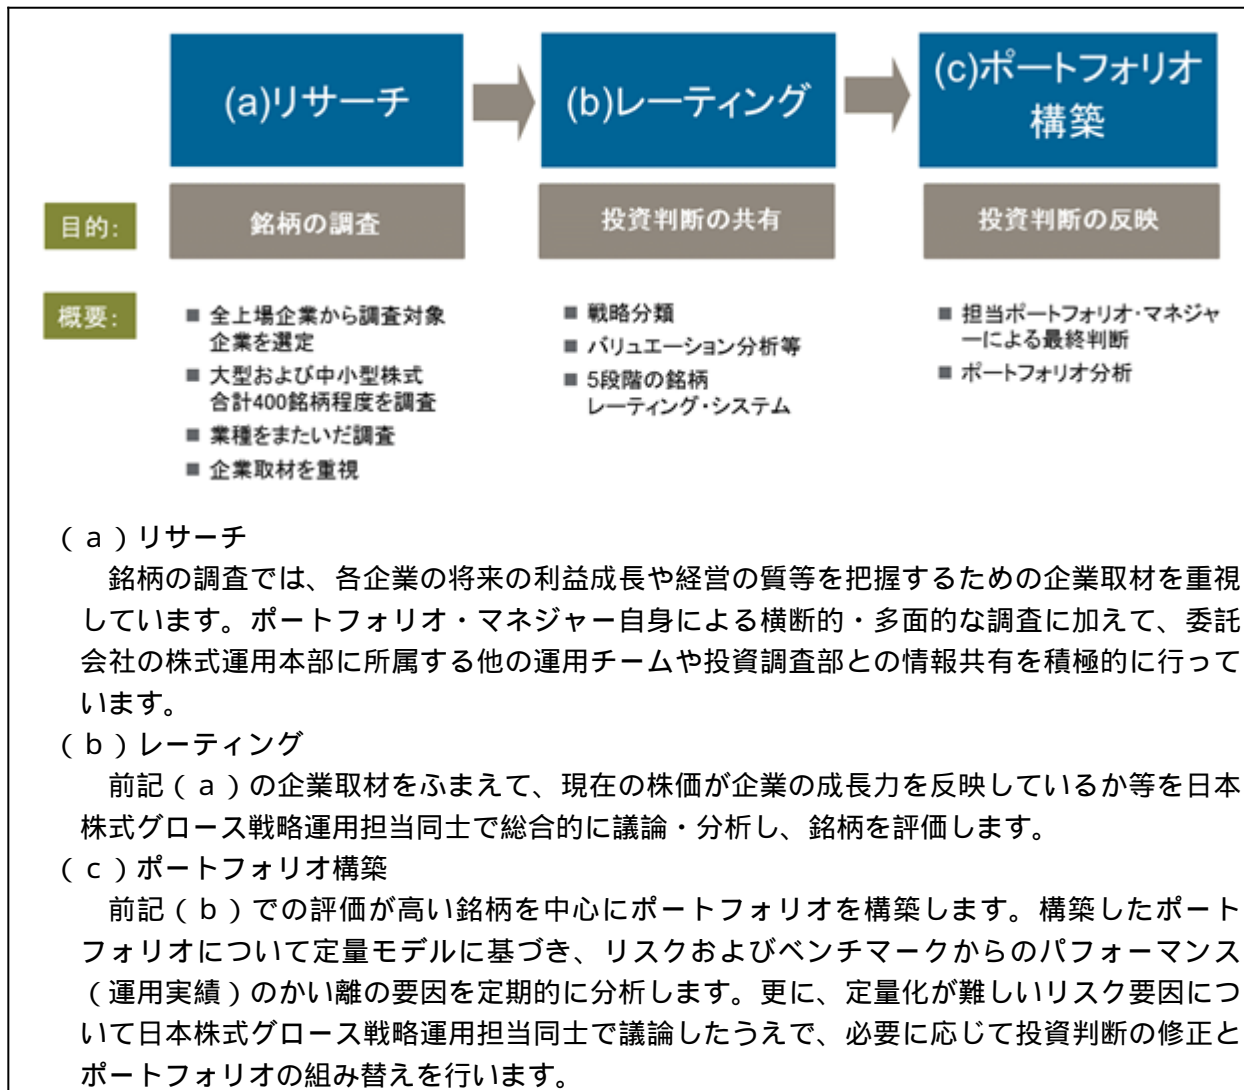 (a)リサーチ
(b)レーティング
(c)ポートフォリオ
構築
目的:
銘柄の調査
投資判断の共有
投資判断の反映
概要:
■ 全上場企業から調査対象
企業を選定
■ 大型および中小型株式
合計400銘柄程度を調査
■ 業種をまたいだ調査
■ 企業取材を重視
■ 戦略分類
■ バリュエーション分析等
■ 5段階の銘柄
レーティング・システム
■ 担当ポートフォリオ・マネジャ
ーによる最終判断
■ ポートフォリオ分析
(a)リサーチ
銘柄の調査では、各企業の将来の利益成長や経営の質等を把握するための企業取材を重視
しています。ポートフォリオ・マネジャー自身による横断的・多面的な調査に加えて、委託
会社の株式運用本部に所属する他の運用チームや投資調査部との情報共有を積極的に行って
います。
(b)レーティング
前記(a)の企業取材をふまえて、現在の株価が企業の成長力を反映しているか等を日本
株式グロース戦略運用担当同士で総合的に議論・分析し、銘柄を評価します。
(c)ポートフォリオ構築
前記(b)での評価が高い銘柄を中心にポートフォリオを構築します。構築したポート
フォリオについて定量モデルに基づき、リスクおよびベンチマークからのパフォーマンス
(運用実績)のかい離の要因を定期的に分析します。更に、定量化が難しいリスク要因につ
いて日本株式グロース戦略運用担当同士で議論したうえで、必要に応じて投資判断の修正と
ポートフォリオの組み替えを行います。